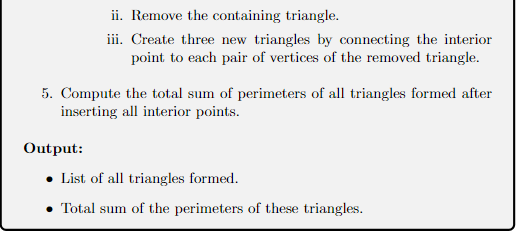 ii. Remove the containing triangle.
iii. Create three new triangles by connecting the interior
point to each pair of vertices of the removed triangle.
5. Compute the total sum of perimeters of all triangles formed after
inserting all interior points.
Output:
• List of all triangles formed.
• Total sum of the perimeters of these triangles.